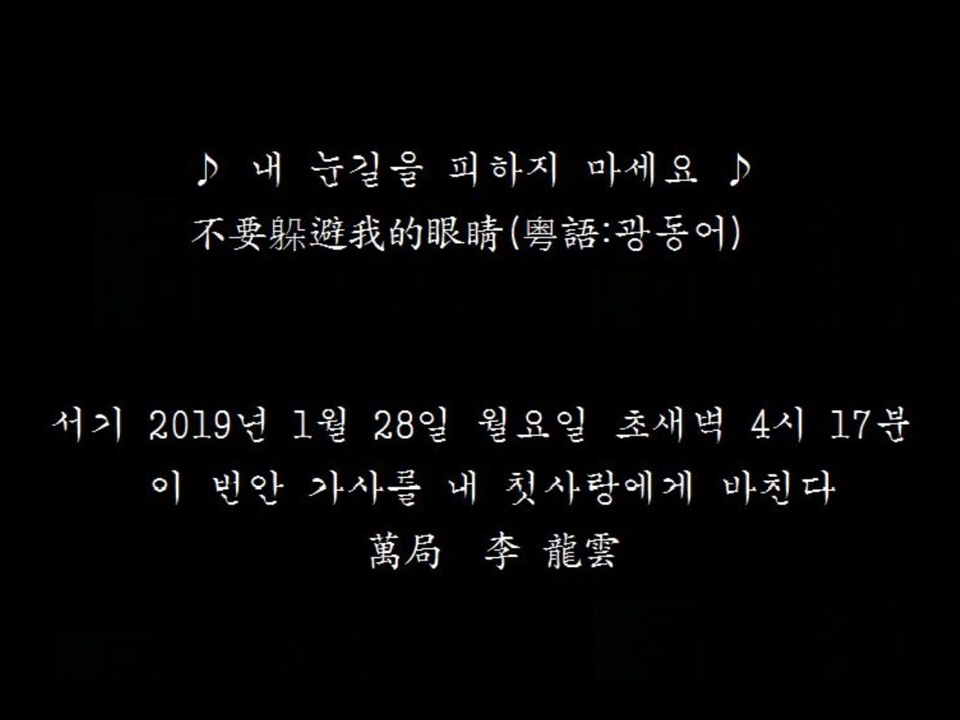 ♪ 내 눈길을 피하지 마세요 ♪
不要躲避我的眼睛(粤語:광동어)
서기 2019년 1월 28일 월요일 초새벽 4시 17분
이 번안 가사를 내 첫사랑에게 바친다
萬局 李 龍雲